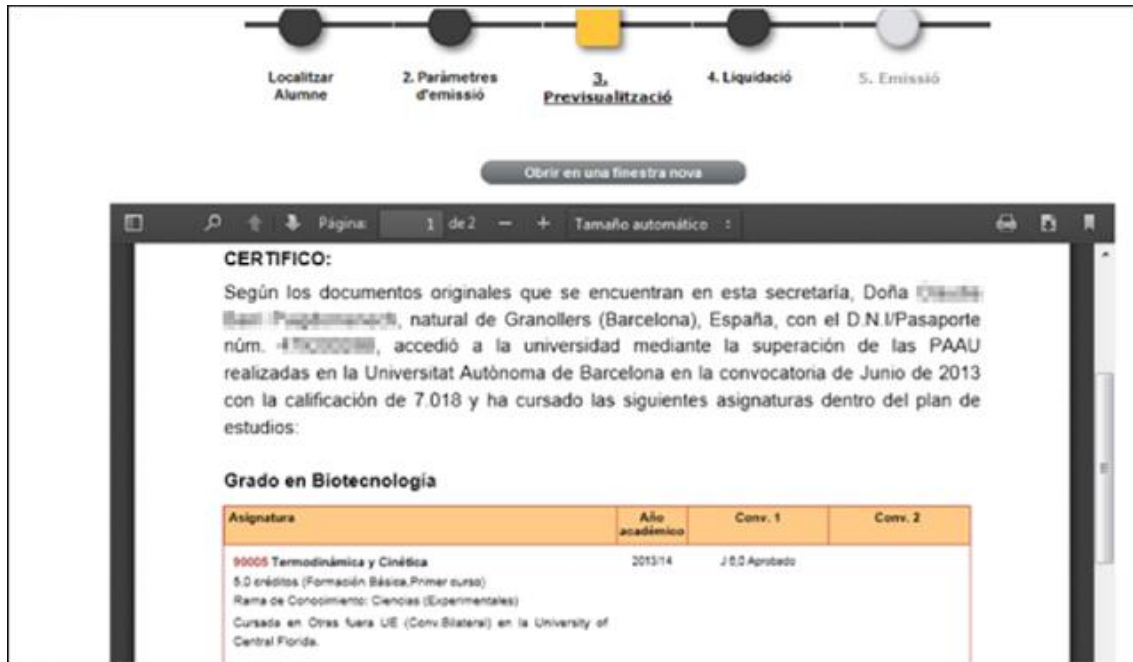 Localitzar
Alumne
2. Paràmetres
d'emissió
3.
Previsualització
4. Liquidació
5. Emissió
Obrir en una finestra nova
Página: 1 de 2 − + Tamaño automático
CERTIFICO:
Según los documentos originales que se encuentran en esta secretaría, Doña
, natural de Granollers (Barcelona), España, con el D.N.I/Pasaporte
núm. , accedió a la universidad mediante la superación de las PAAU
realizadas en la Universitat Autònoma de Barcelona en la convocatoria de Junio de 2013
con la calificación de 7.018 y ha cursado las siguientes asignaturas dentro del plan de
estudios:
Grado en Biotecnología
Asignatura
Año
académico
Conv. 1
Conv. 2
90005 Termodinámica y Cinética
2013/14
J 6,0 Aprobado
5.0 créditos (Formación Básica,Primer curso)
Rama de Conocimiento: Ciencias (Experimentales)
Cursada en Otras fuera UE (Conv.Bilateral) en la University of
Central Florida.